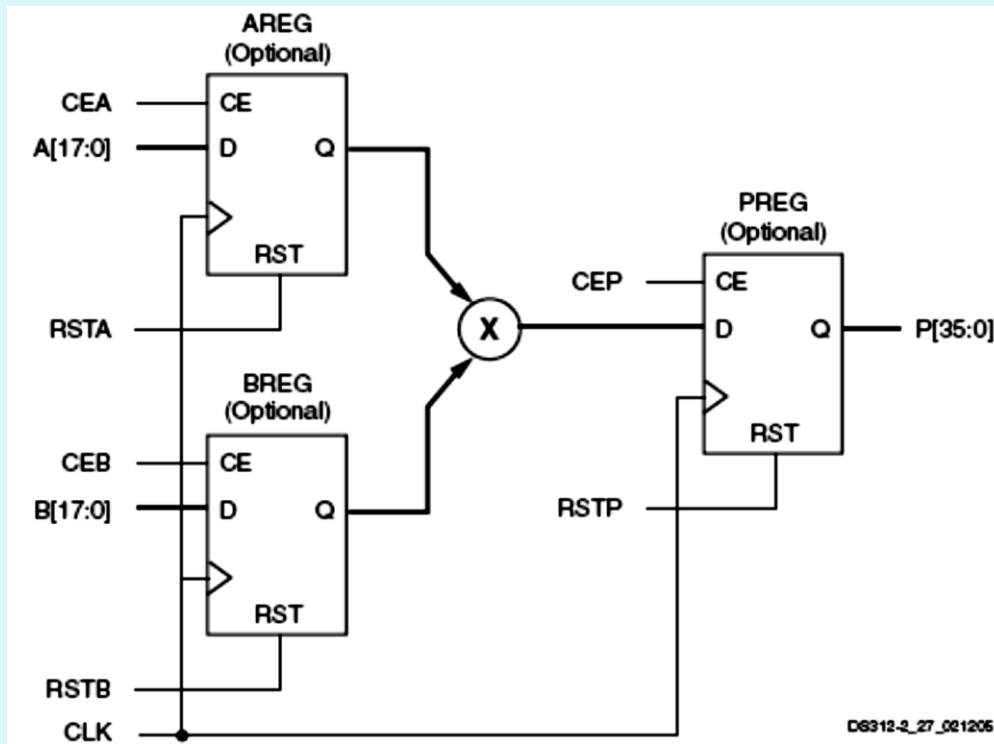 AREG
(Optional)
CEA
CE
A[17:0]
D
Q
RST
RSTA
PREG
(Optional)
CEP
CE
D
Q
P[35:0]
X
RST
RSTP
BREG
(Optional)
CEB
CE
B[17:0]
D
Q
RST
RSTB
CLK
DS312-2_27_021205